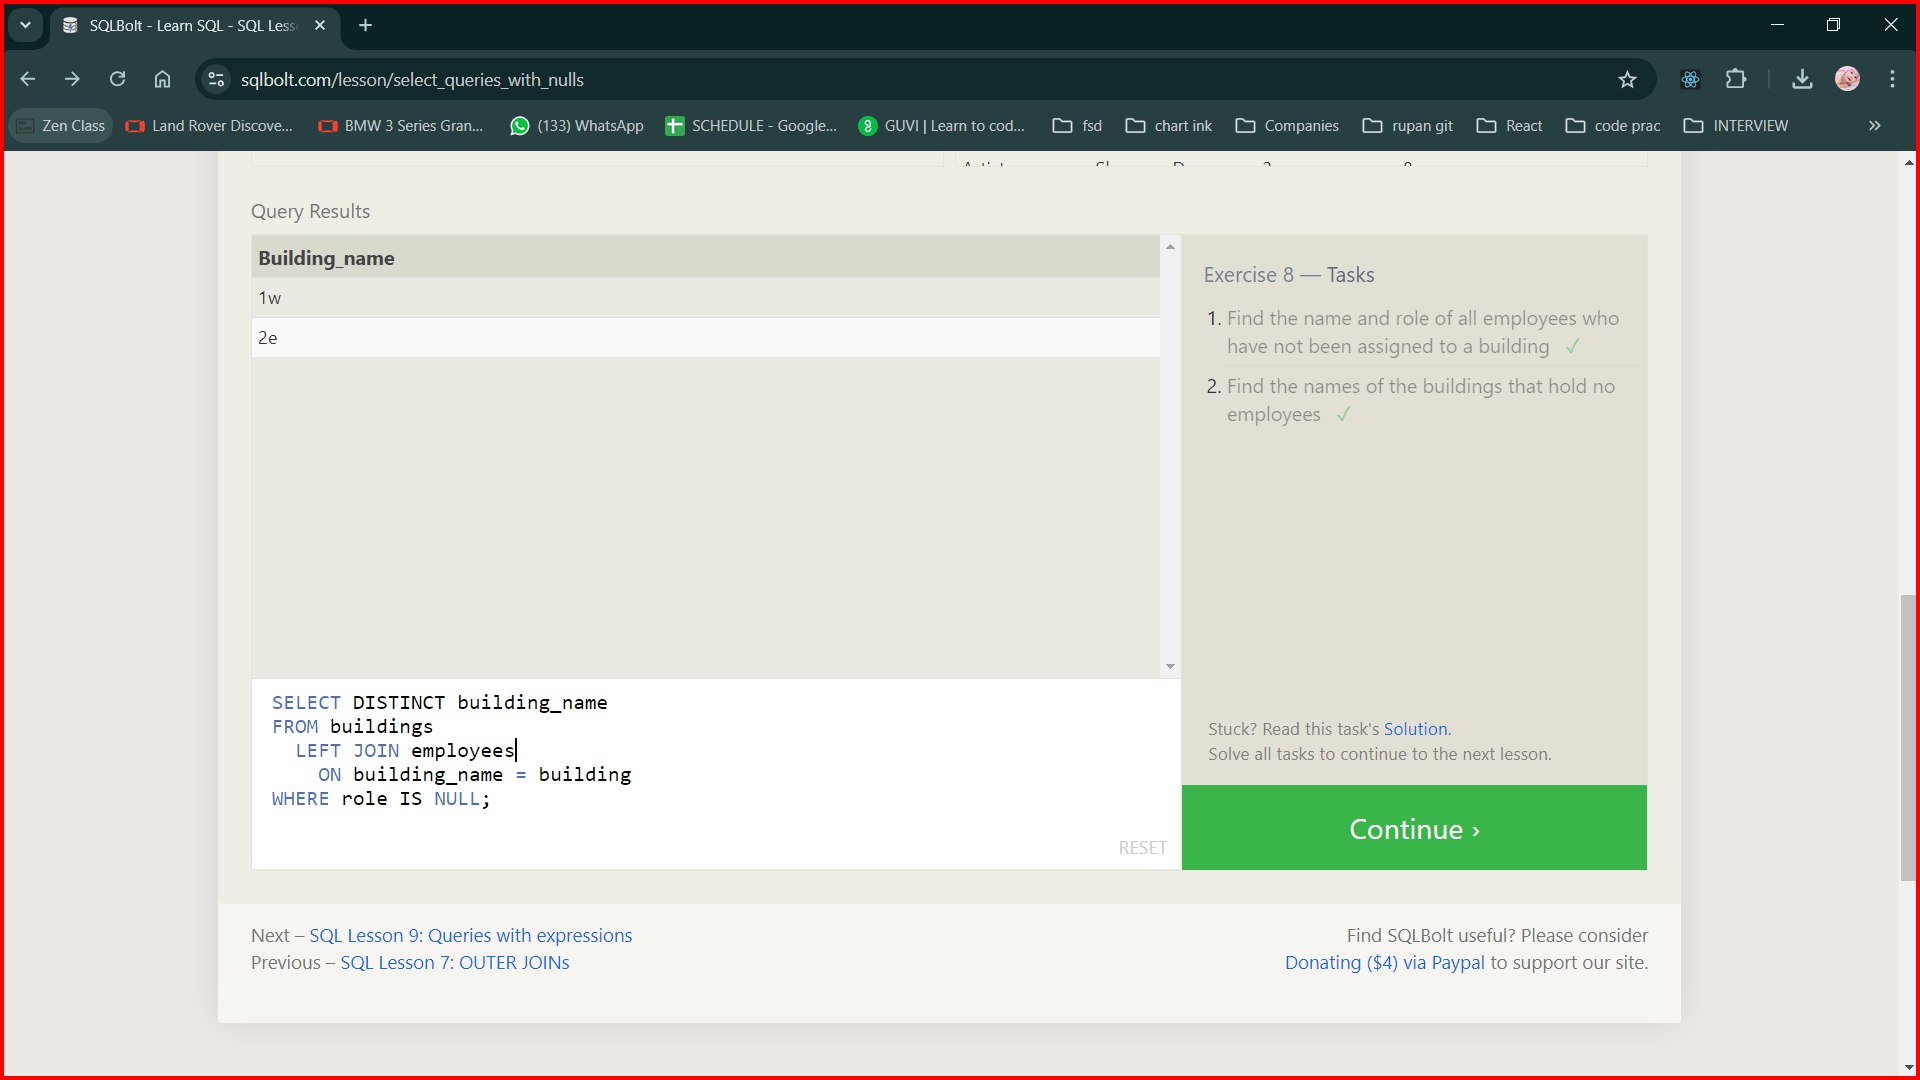 SQLBolt - Learn SQL - SQL Less
sqlbolt.com/lesson/select_queries_with_nulls
Zen Class
Land Rover Discove...
BMW 3 Series Gran...
(133) WhatsApp
SCHEDULE - Google...
GUVI | Learn to cod...
fsd
chart ink
Companies
rupan git
React
code prac
INTERVIEW
»
Query Results
Building_name
1w
2e
Exercise 8 — Tasks
1. Find the name and role of all employees who
have not been assigned to a building ✓
2. Find the names of the buildings that hold no
employees ✓
SELECT DISTINCT building_name
FROM buildings
LEFT JOIN employees
ON building_name = building
WHERE role IS NULL;
RESET
Stuck? Read this task's Solution.
Solve all tasks to continue to the next lesson.
Continue ›
Next – SQL Lesson 9: Queries with expressions
Previous – SQL Lesson 7: OUTER JOINs
Find SQLBolt useful? Please consider
Donating ($4) via Paypal to support our site.